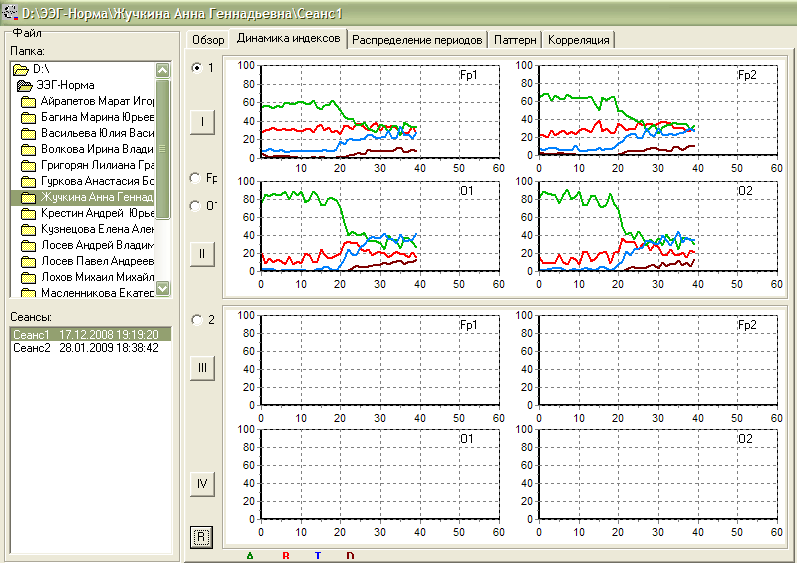 D:\ЭЭГ-Норма\Жучкина Анна Геннадьевна\Сеанс1
Файл
Папка:
D:\
ЭЭГ-Норма
Айрапетов Марат Игор
Багина Марина Юрьев
Васильева Юлия Васи
Волкова Ирина Влади
Григорян Лилиана Гра
Гуркова Анастасия Бо
Жучкина Анна Геннад
Крестин Андрей Юрье
Кузнецова Елена Алек
Лосев Андрей Владим
Лосев Павел Андреев
Лохов Михаил Михайл
Масленникова Екатер
Сеансы:
Сеанс1 17.12.2008 19:19:20
Сеанс2 28.01.2009 18:38:42
Обзор Динамика индексов Распределение периодов Паттерн Корреляция
1
I
Fp
O
II
2
III
IV
R
Fp1
100
80
60
40
20
0
0 10 20 30 40 50 60
Fp2
100
80
60
40
20
0
0 10 20 30 40 50 60
O1
100
80
60
40
20
0
0 10 20 30 40 50 60
O2
100
80
60
40
20
0
0 10 20 30 40 50 60
Fp1
100
80
60
40
20
0
0 10 20 30 40 50 60
Fp2
100
80
60
40
20
0
0 10 20 30 40 50 60
O1
100
80
60
40
20
0
0 10 20 30 40 50 60
O2
100
80
60
40
20
0
0 10 20 30 40 50 60